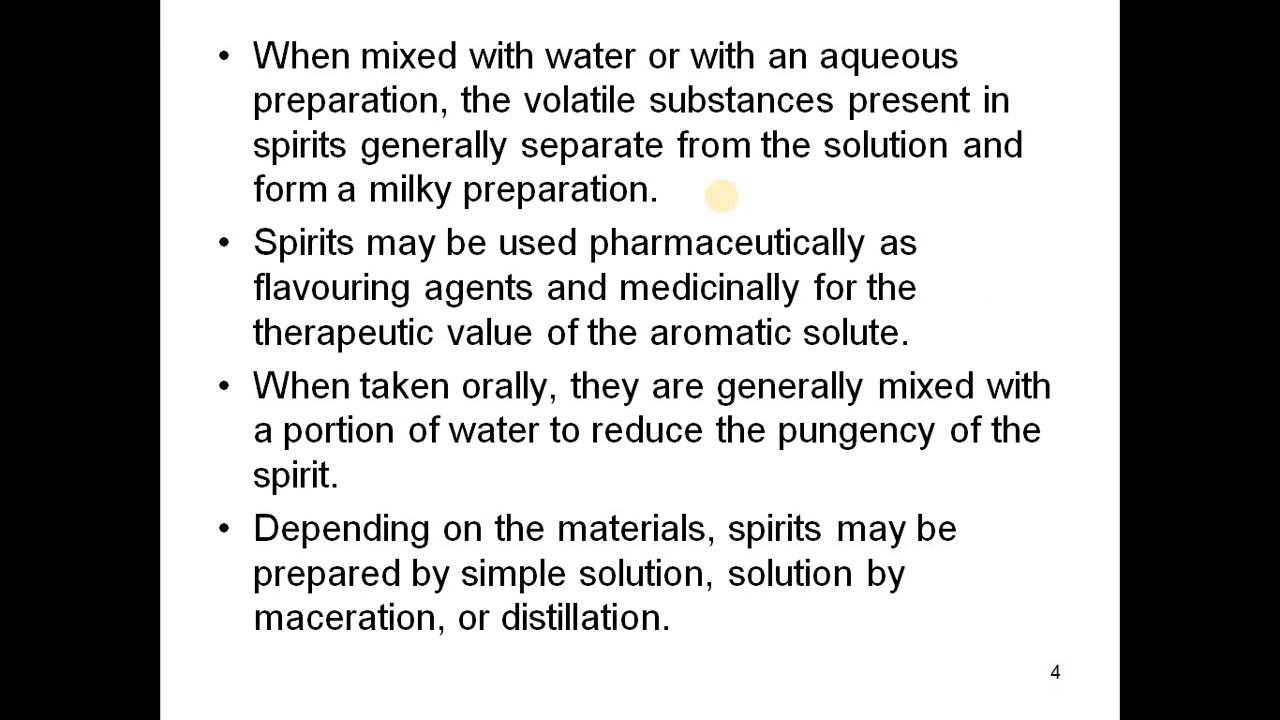 • When mixed with water or with an aqueous
preparation, the volatile substances present in
spirits generally separate from the solution and
form a milky preparation.
• Spirits may be used pharmaceutically as
flavouring agents and medicinally for the
therapeutic value of the aromatic solute.
• When taken orally, they are generally mixed with
a portion of water to reduce the pungency of the
spirit.
• Depending on the materials, spirits may be
prepared by simple solution, solution by
maceration, or distillation.
4